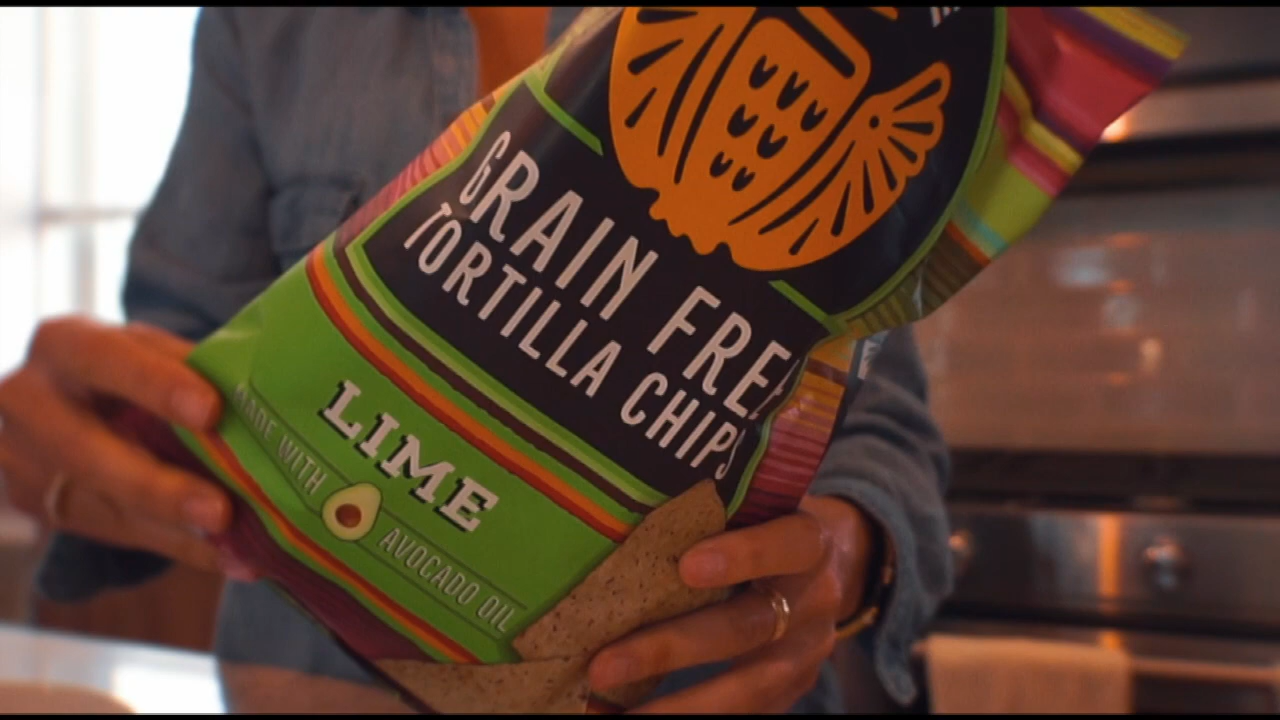 GRAIN FREE
TORTILLA CHIPS
LIME
MADE WITH
AVOCADO OIL